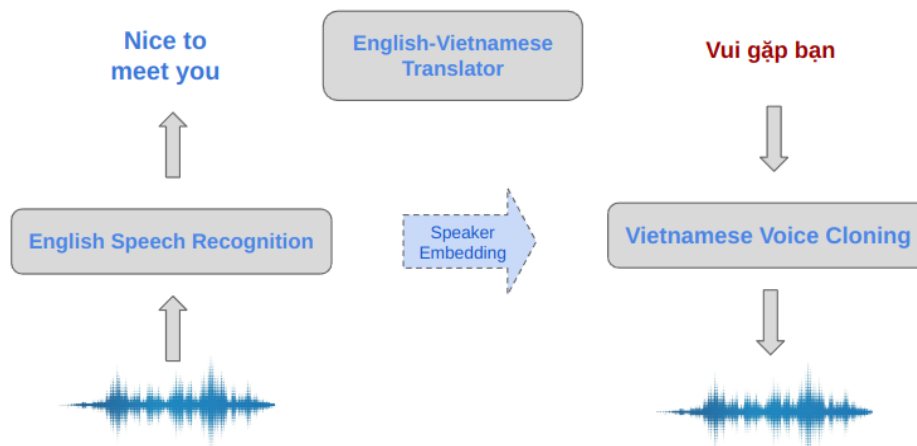 Nice to
meet you
English-Vietnamese
Translator
Vui gặp bạn
English Speech Recognition
Speaker
Embedding
Vietnamese Voice Cloning